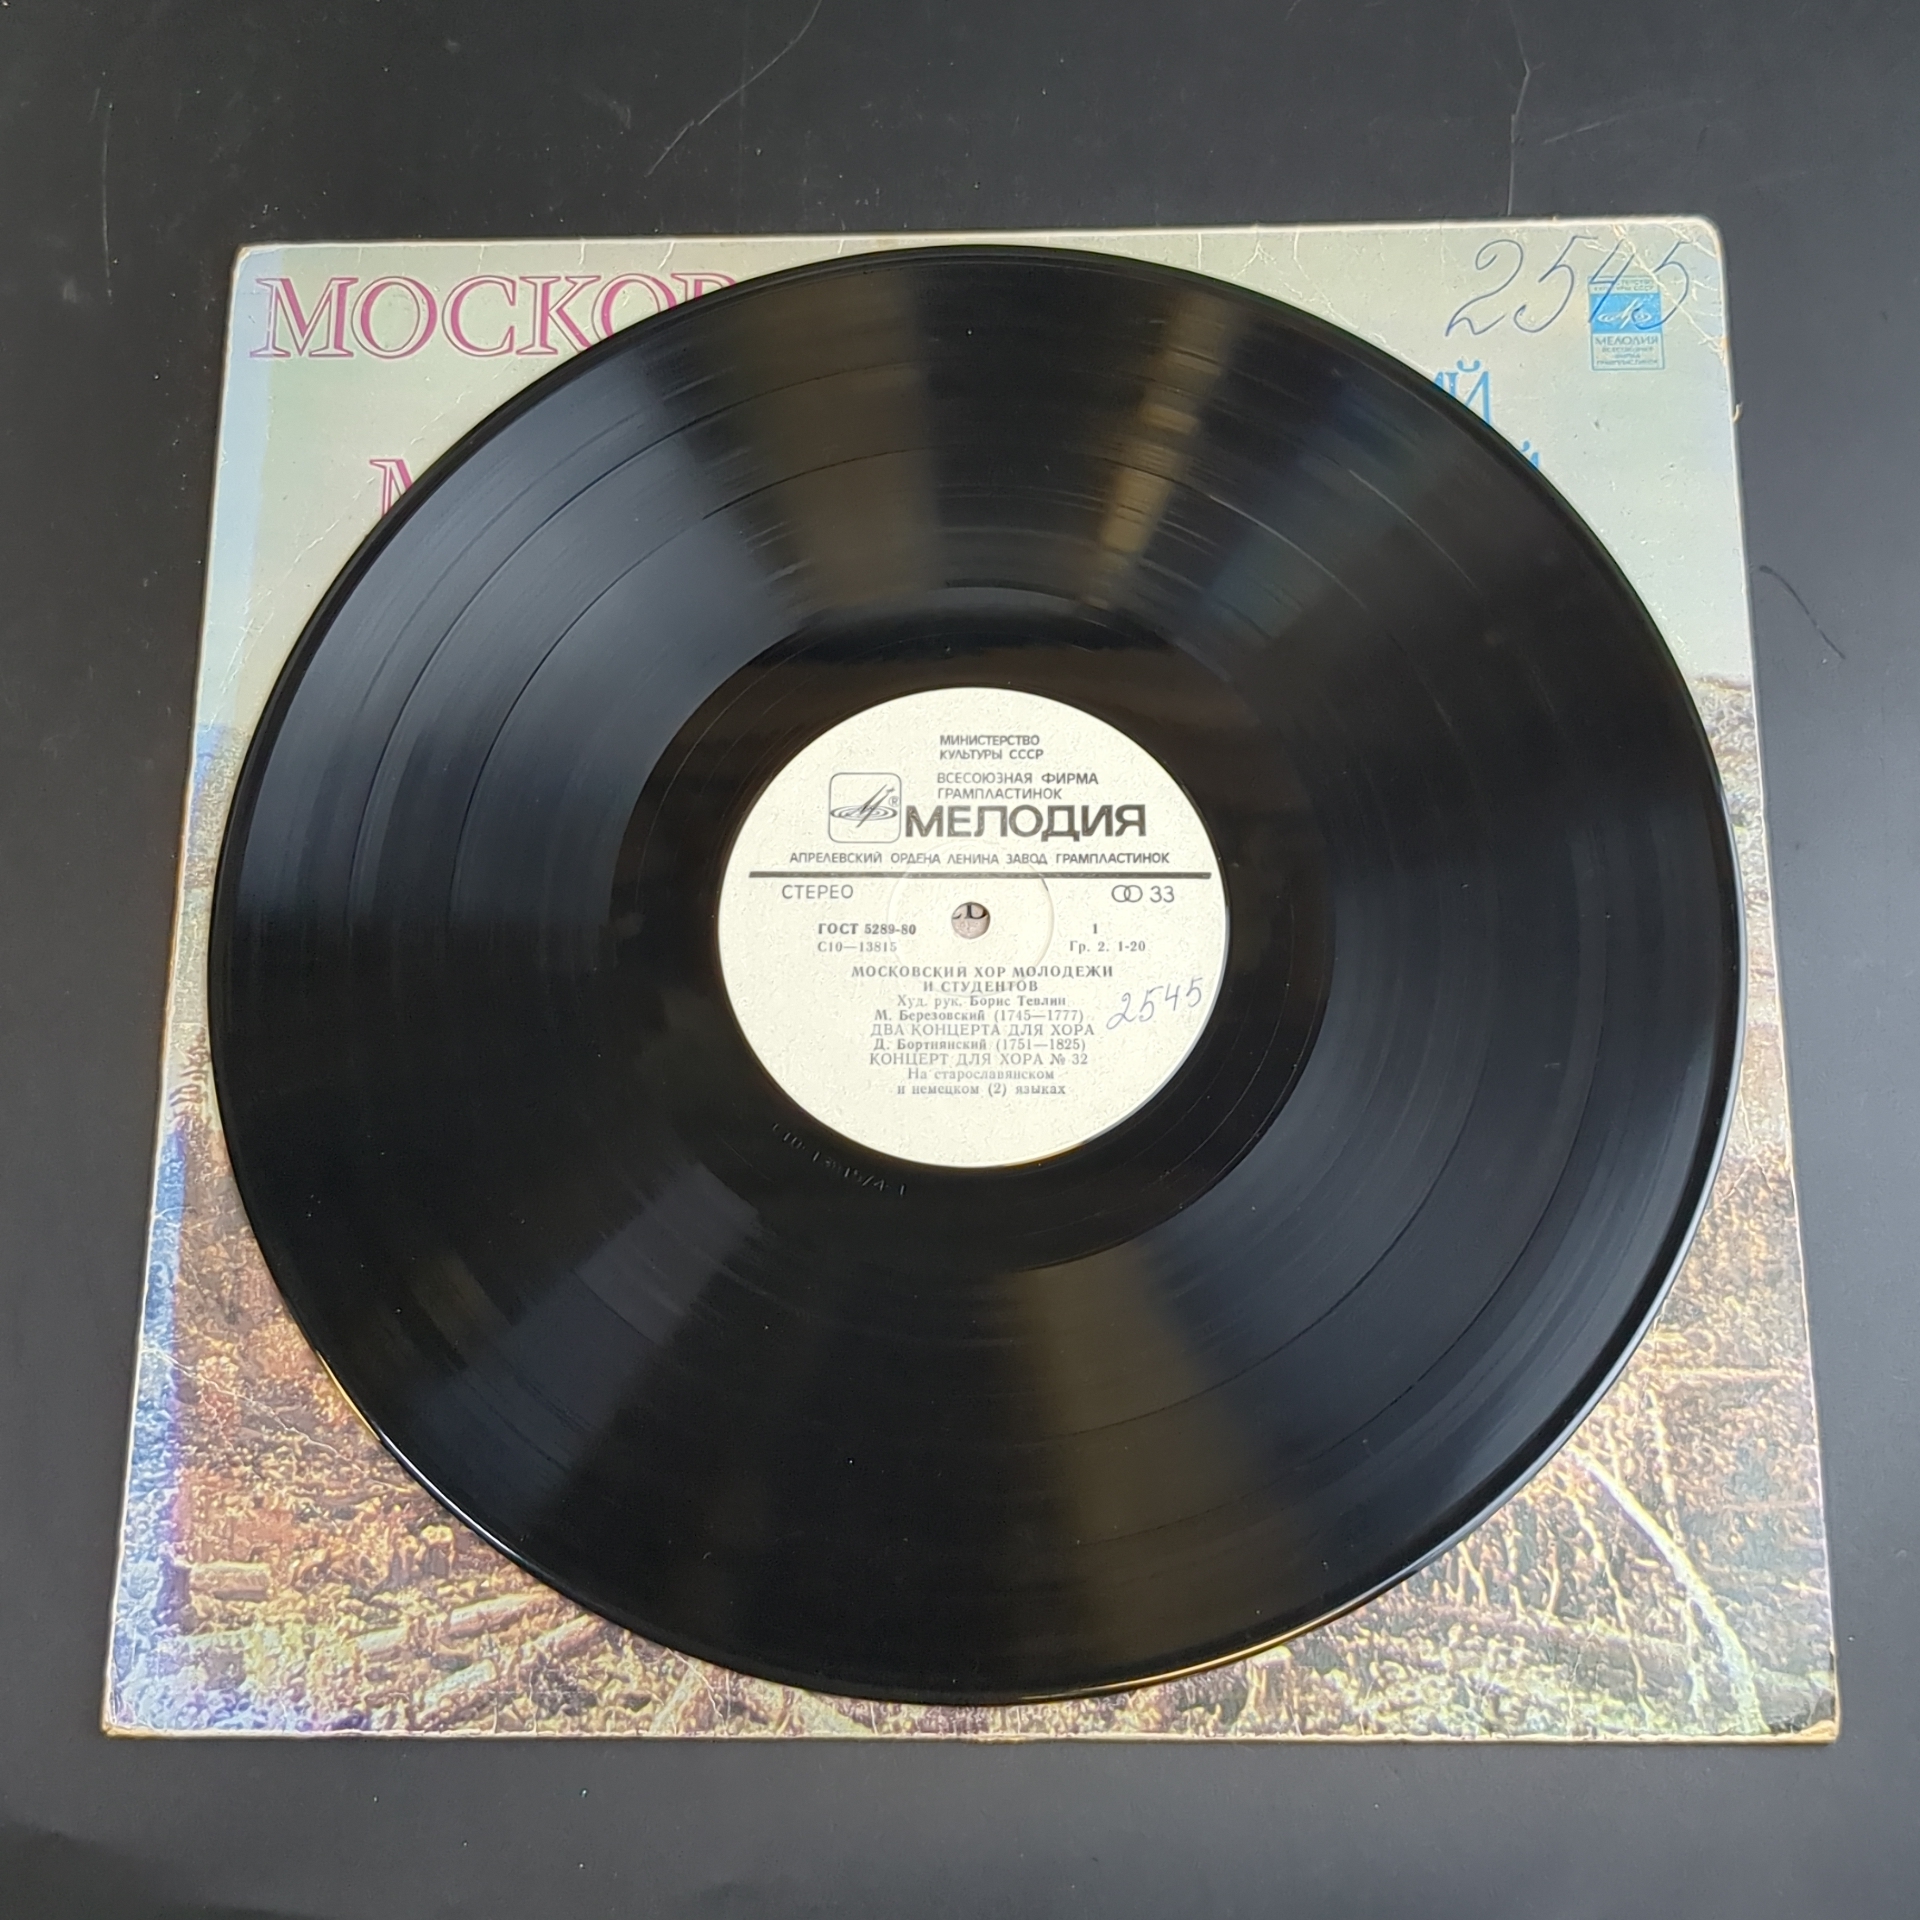 МОСКОВ
2545
МЕЛОДИЯ
ИЙ
М
МИНИСТЕРСТВО
КУЛЬТУРЫ СССР
ВСЕСОЮЗНАЯ ФИРМА
ГРАМПЛАСТИНОК
МЕЛОДИЯ
АПРЕЛЕВСКИЙ ОРДЕНА ЛЕНИНА ЗАВОД ГРАМПЛАСТИНОК
СТЕРЕО 33
ГОСТ 5289-80 1
С10—13815 Гр. 2. 1-20
МОСКОВСКИЙ ХОР МОЛОДЕЖИ
И СТУДЕНТОВ
Худ. рук. Борис Тевлин
М. Березовский (1745—1777)
ДВА КОНЦЕРТА ДЛЯ ХОРА
2545
Д. Бортнянский (1751—1825)
КОНЦЕРТ ДЛЯ ХОРА № 32
На старославянском
и немецком (2) языках